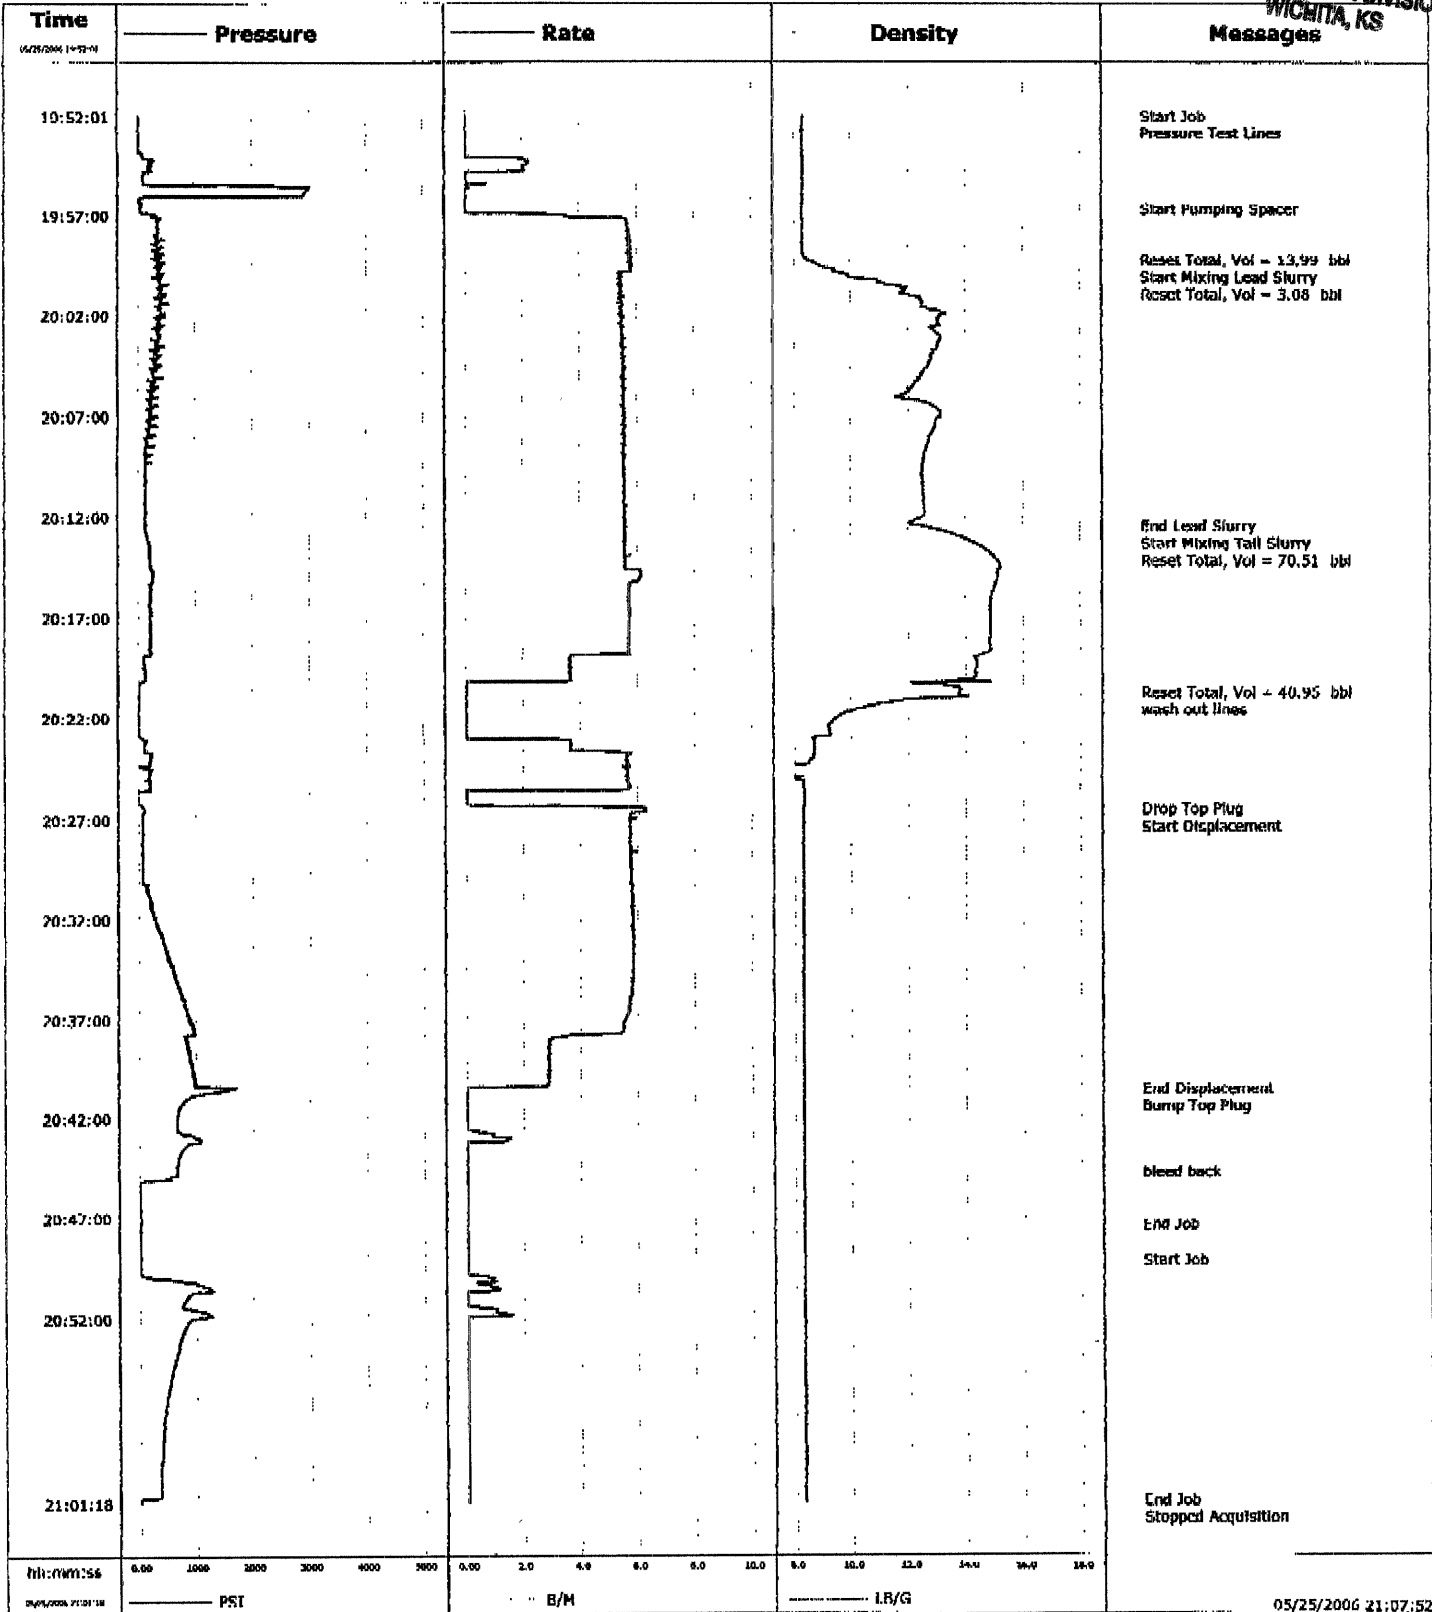 WICHITA, KS
Time Pressure Rate Density Messages
19:52:01 Start Job
Pressure Test Lines
19:57:00 Start Pumping Spacer
Reset Total, Vol = 13.99 bbl
Start Mixing Lead Slurry
Reset Total, Vol = 3.08 bbl
20:02:00
20:07:00
20:12:00 End Lead Slurry
Start Mixing Tail Slurry
Reset Total, Vol = 70.51 bbl
20:17:00
Reset Total, Vol = 40.95 bbl
wash out lines
20:22:00
Drop Top Plug
20:27:00 Start Displacement
20:32:00
20:37:00
End Displacement
Bump Top Plug
20:42:00
bleed back
20:47:00 End Job
Start Job
20:52:00
21:01:18 End Job
Stopped Acquisition
hh:mm:ss 0.00 1000 2000 3000 4000 5000 0.00 2.0 4.0 6.0 8.0 10.0 8.0 10.0 12.0 14.0 16.0 18.0
PSI B/M LB/G
05/25/2006 21:07:52